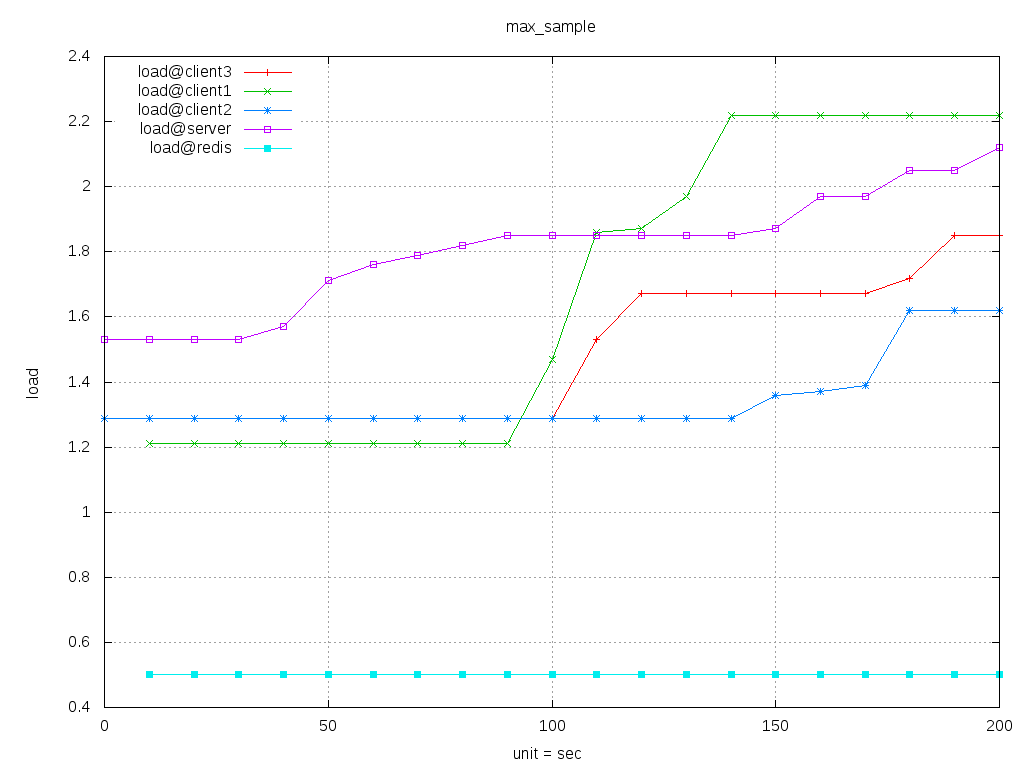 max_sample
2.4
2.2
2
1.8
1.6
1.4
1.2
1
0.8
0.6
0.4
load
load@client3
load@client1
load@client2
load@server
load@redis
0 50 100 150 200
unit = sec